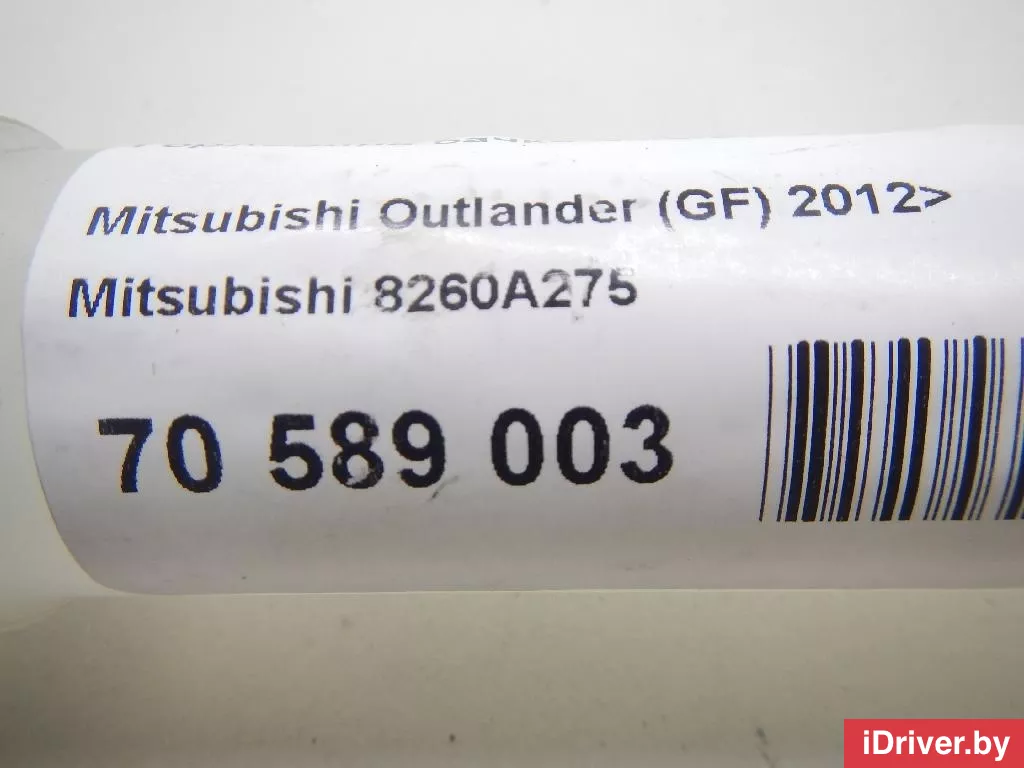 Mitsubishi Outlander (GF) 2012>
Mitsubishi 8260A275
70 589 003
iDriver.by